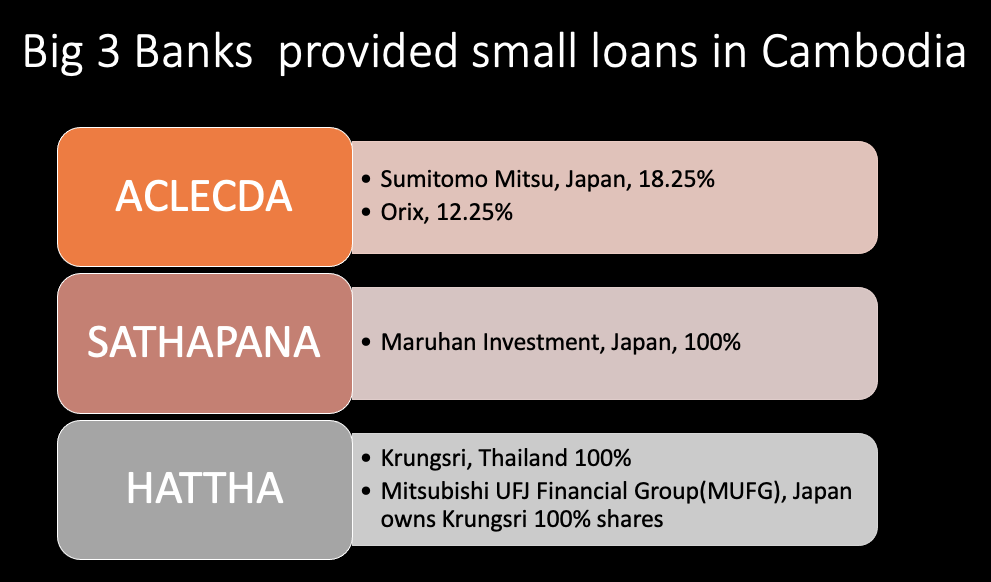 Big 3 Banks  provided small loans in Cambodia
ACLECDA
• Sumitomo Mitsu, Japan, 18.25%
• Orix, 12.25%
SATHAPANA
• Maruhan Investment, Japan, 100%
HATTHA
• Krungsri, Thailand 100%
• Mitsubishi UFJ Financial Group(MUFG), Japan
owns Krungsri 100% shares